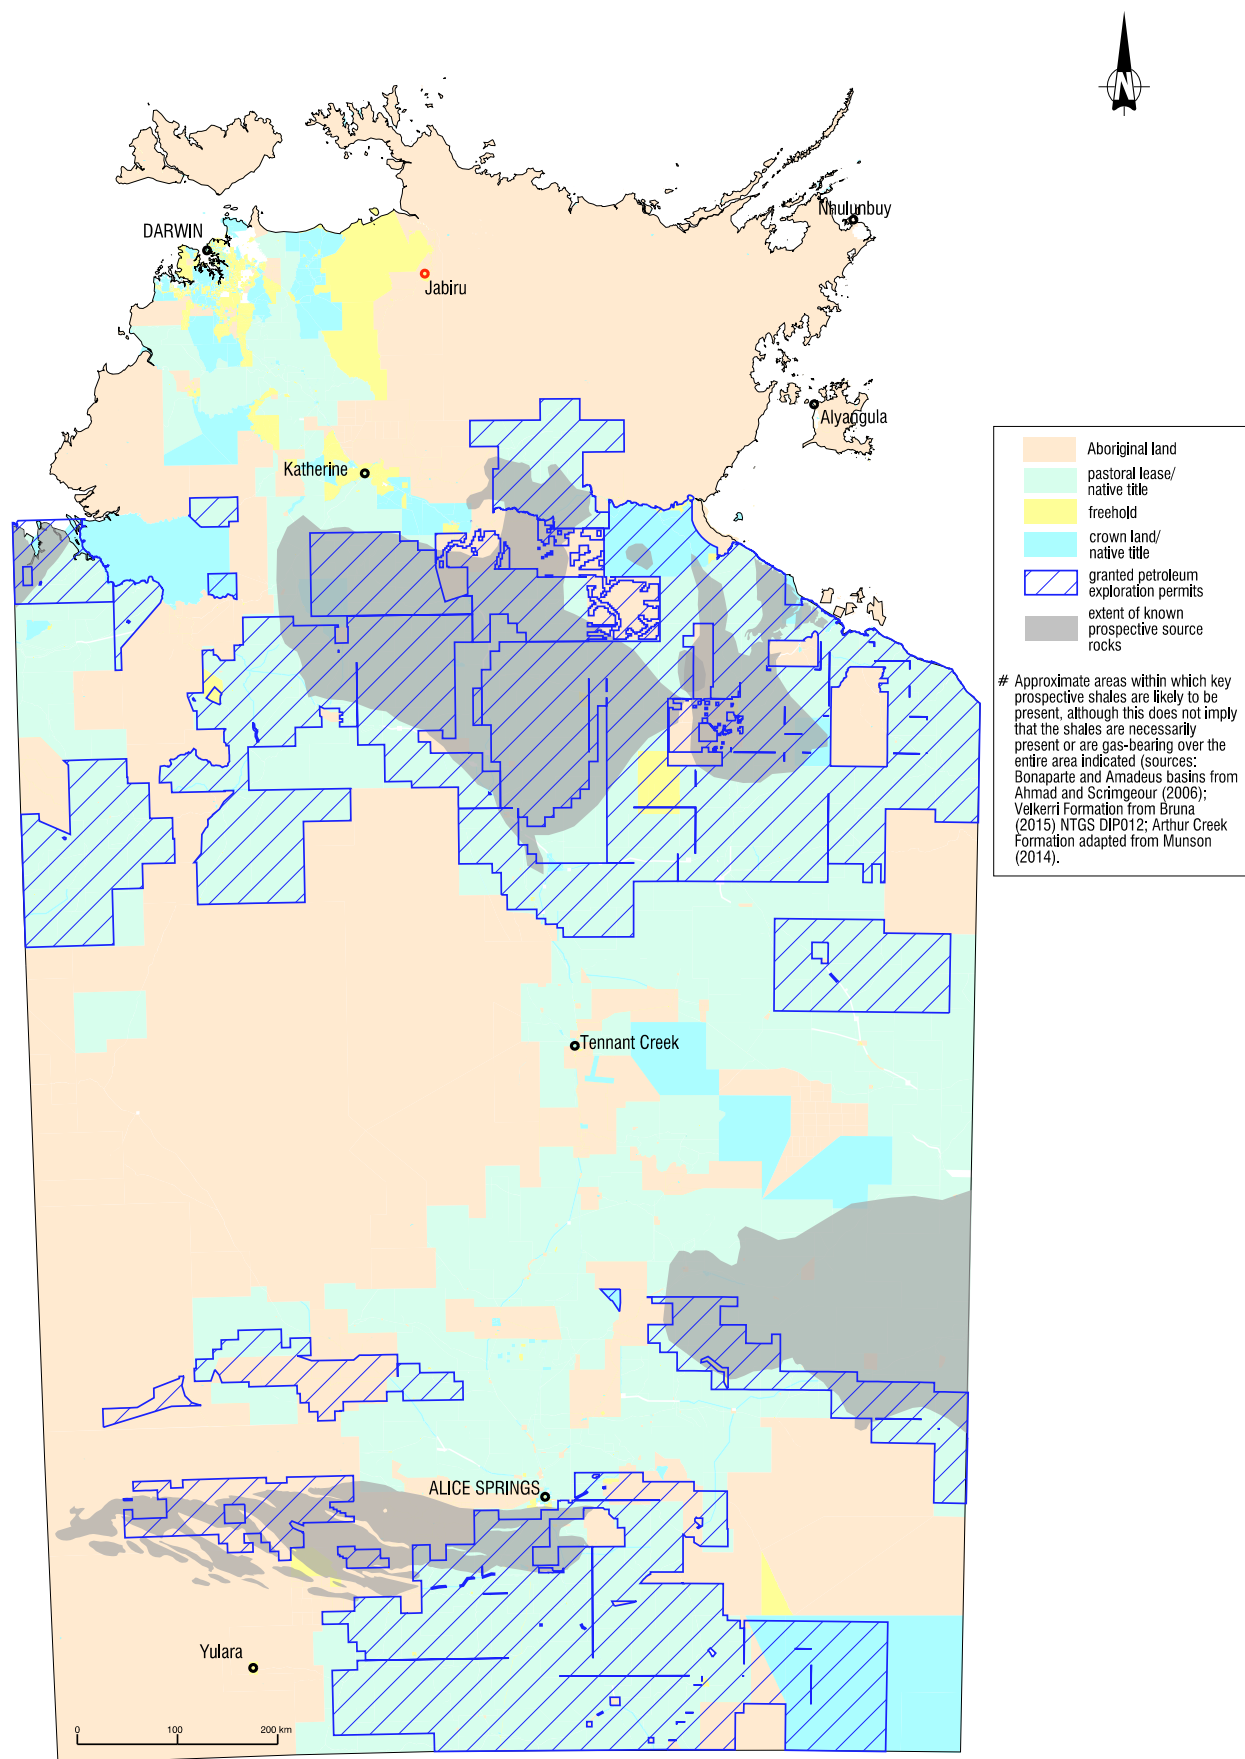 N
DARWIN
Nhulunbuy
Jabiru
Alyangula
Katherine
Aboriginal land
pastoral lease/
native title
freehold
crown land/
native title
granted petroleum
exploration permits
extent of known
prospective source
rocks
# Approximate areas within which key
prospective shales are likely to be
present, although this does not imply
that the shales are necessarily
present or are gas-bearing over the
entire area indicated (sources:
Bonaparte and Amadeus basins from
Ahmad and Scrimgeour (2006);
Velkerri Formation from Bruna
(2015) NTGS DIP012; Arthur Creek
Formation adapted from Munson
(2014).
Tennant Creek
ALICE SPRINGS
Yulara
0 100 200 km